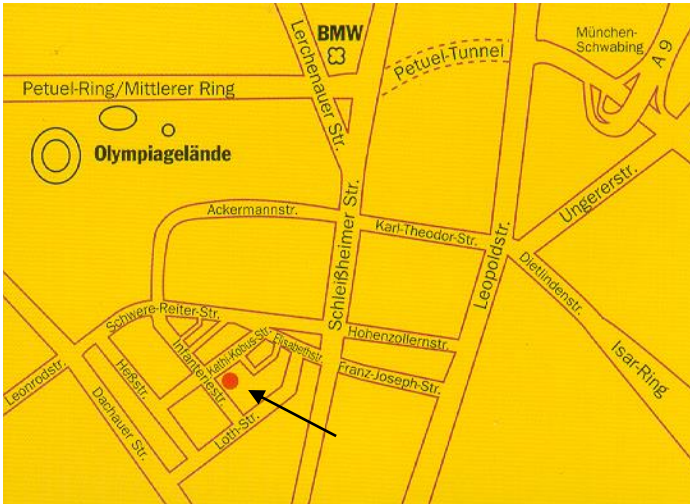 BMW
München-
Schwabing
A 9
Lerchenauer Str.
Petuel-Tunnel
Petuel-Ring/Mittlerer Ring
Olympiagelände
Ungererstr.
Ackermannstr.
Karl-Theodor-Str.
Schleißheimer Str.
Leopoldstr.
Dietlindenstr.
Schwere-Reiter-Str.
Hohenzollernstr.
Isar-Ring
Kathi-Kobus-Str.
Elisabethstr.
Infanteriestr.
Franz-Joseph-Str.
Leonrodstr.
Heßstr.
Dachauer Str.
Loth-Str.